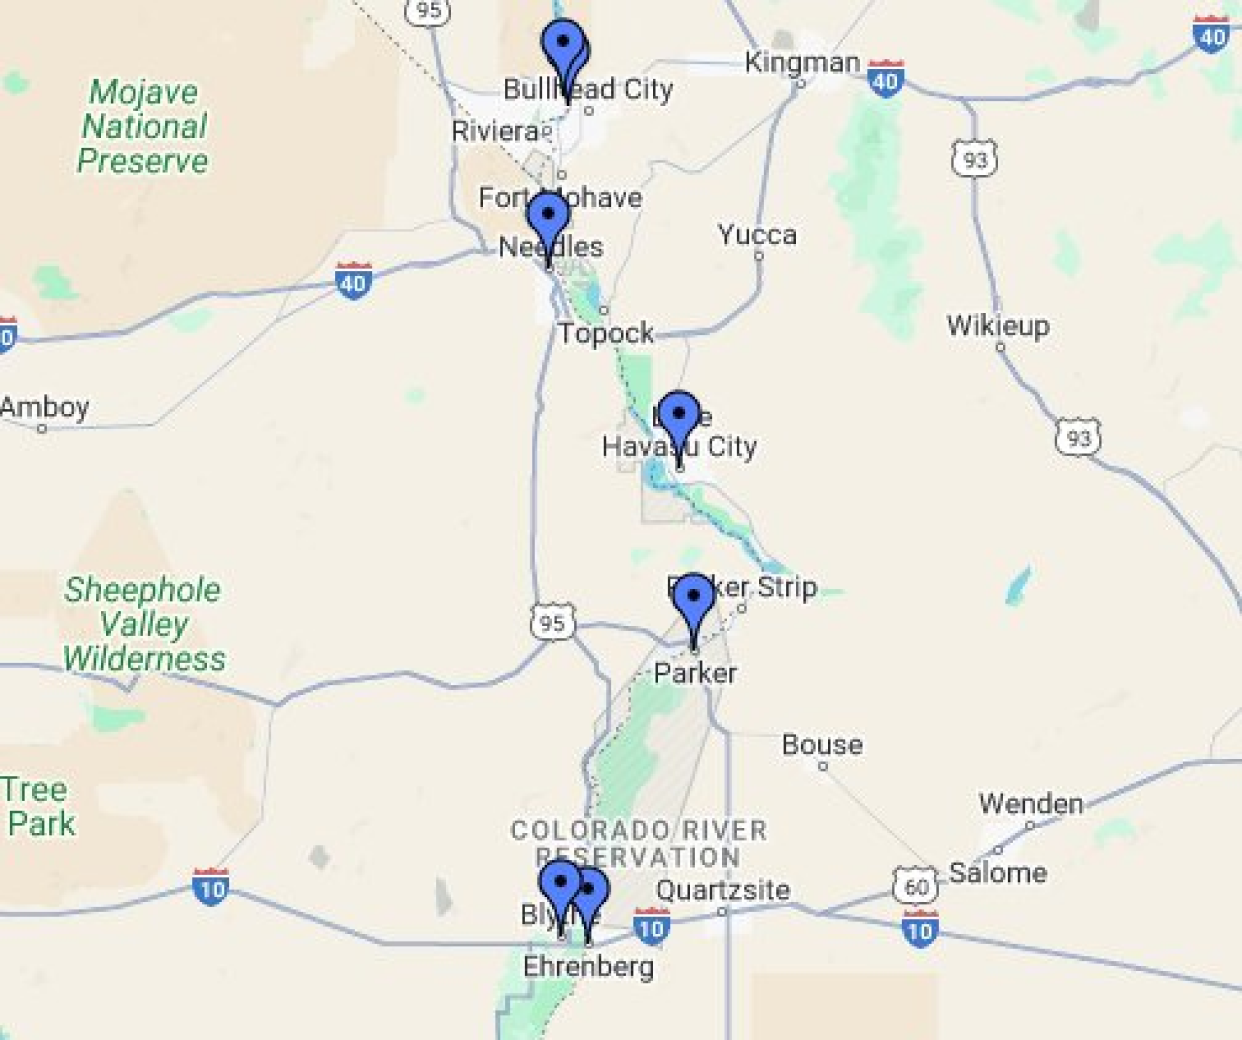 95
40
Kingman
40
Bullhead City
Mojave
National
Preserve
Riviera
93
Fort Mohave
Yucca
Needles
40
Topock
Wikieup
Amboy
Lake
Havasu City
93
Sheephole
Valley
Wilderness
Parker Strip
95
Parker
Bouse
Tree
Park
Wenden
COLORADO RIVER
RESERVATION
10
60
Salome
Quartzsite
Blythe
10
10
Ehrenberg